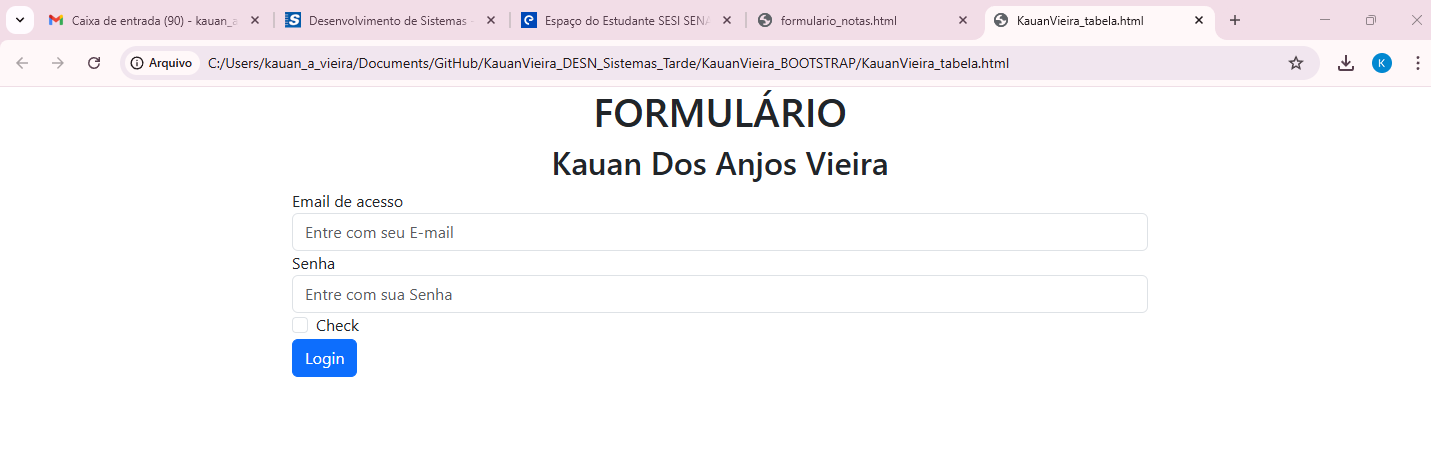 Caixa de entrada (90) - kauan_a
Desenvolvimento de Sistemas -
Espaço do Estudante SESI SENA
formulario_notas.html
KauanVieira_tabela.html
Arquivo
C:/Users/kauan_a_vieira/Documents/GitHub/KauanVieira_DESN_Sistemas_Tarde/KauanVieira_BOOTSTRAP/KauanVieira_tabela.html
K
FORMULÁRIO
Kauan Dos Anjos Vieira
Email de acesso
Entre com seu E-mail
Senha
Entre com sua Senha
Check
Login